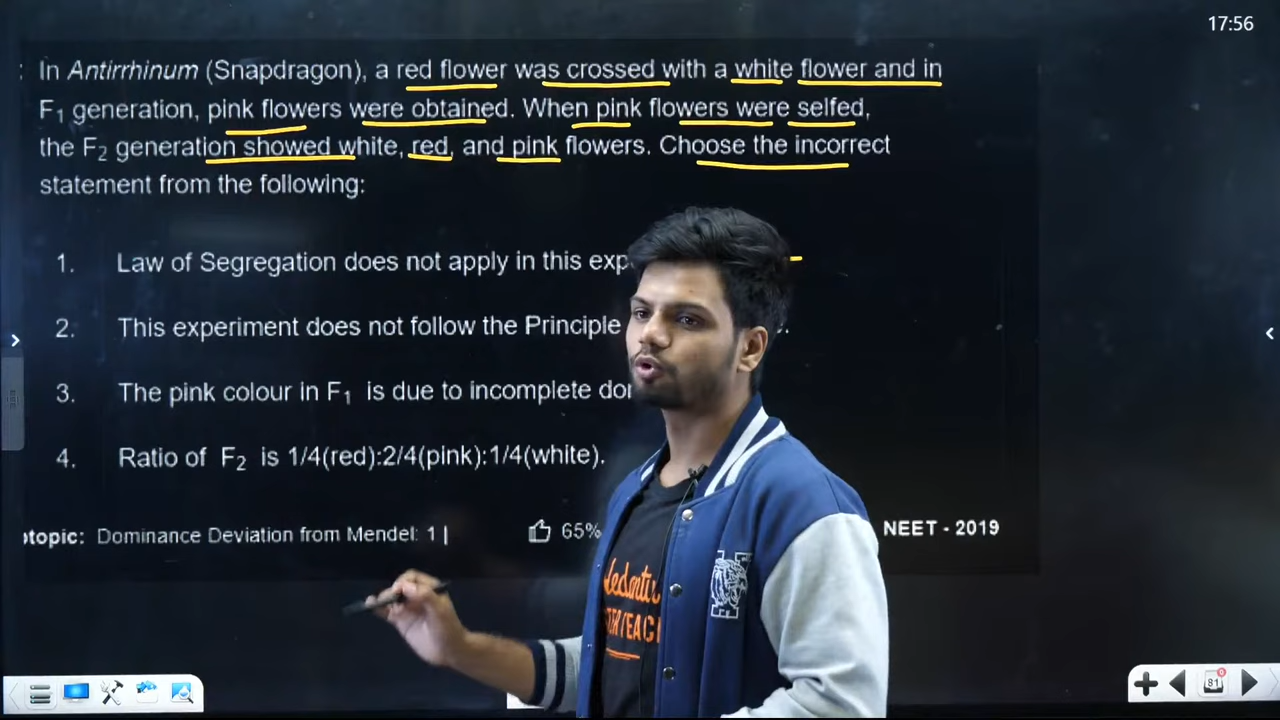 17:56
: In Antirrhinum (Snapdragon), a red flower was crossed with a white flower and in
F₁ generation, pink flowers were obtained. When pink flowers were selfed,
the F₂ generation showed white, red, and pink flowers. Choose the incorrect
statement from the following:
1. Law of Segregation does not apply in this
2. This experiment does not follow the Principle
3. The pink colour in F₁ is due to incomplete
4. Ratio of F₂ is 1/4(red):2/4(pink):1/4(white).
Dominance Deviation from Mendel: 1 |
65%
NEET - 2019
81